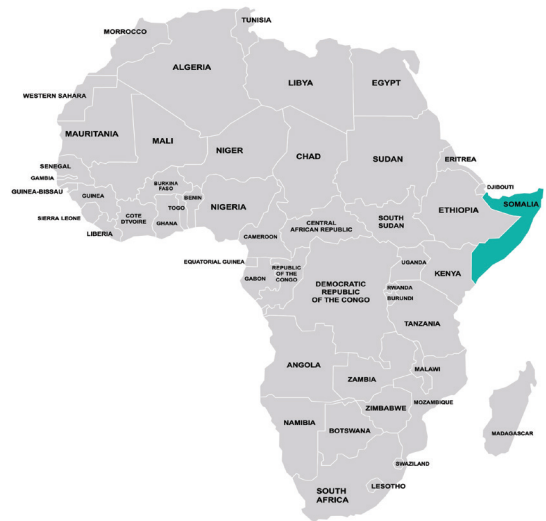 TUNISIA
MORROCCO
ALGERIA
LIBYA
EGYPT
WESTERN SAHARA
MAURITANIA
MALI
NIGER
CHAD
SUDAN
ERITREA
SENEGAL
GAMBIA
GUINEA-BISSAU
GUINEA
BURKINA
FASO
BENIN
DJIBOUTI
SOMALIA
NIGERIA
ETHIOPIA
SIERRA LEONE
COTE
D'TVOIRE
TOGO
GHANA
LIBERIA
CENTRAL
AFRICAN REPUBLIC
SOUTH
SUDAN
CAMEROON
EQUATORIAL GUINEA
GABON
REPUBLIC
OF THE
CONGO
UGANDA
KENYA
DEMOCRATIC
REPUBLIC
OF THE CONGO
RWANDA
BURUNDI
TANZANIA
ANGOLA
ZAMBIA
MALAWI
MOZAMBIQUE
ZIMBABWE
NAMIBIA
BOTSWANA
MADAGASCAR
SWAZILAND
LESOTHO
SOUTH
AFRICA